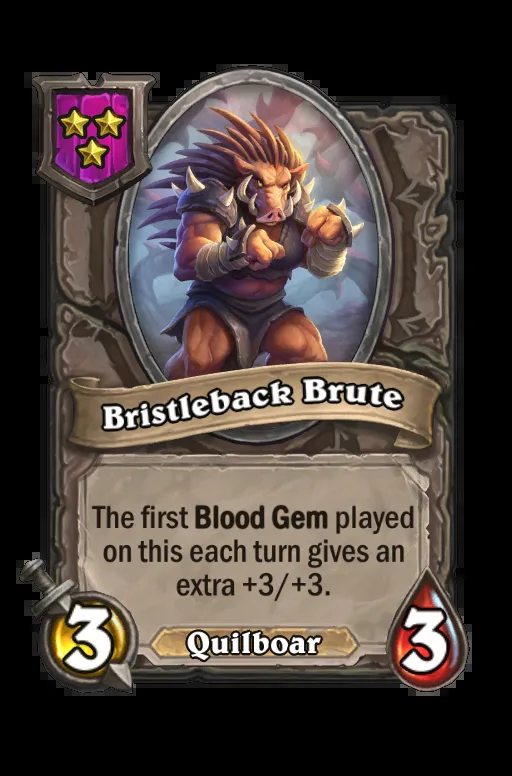 Bristleback Brute
The first Blood Gem played
on this each turn gives an
extra +3/+3.
3
Quilboar
3